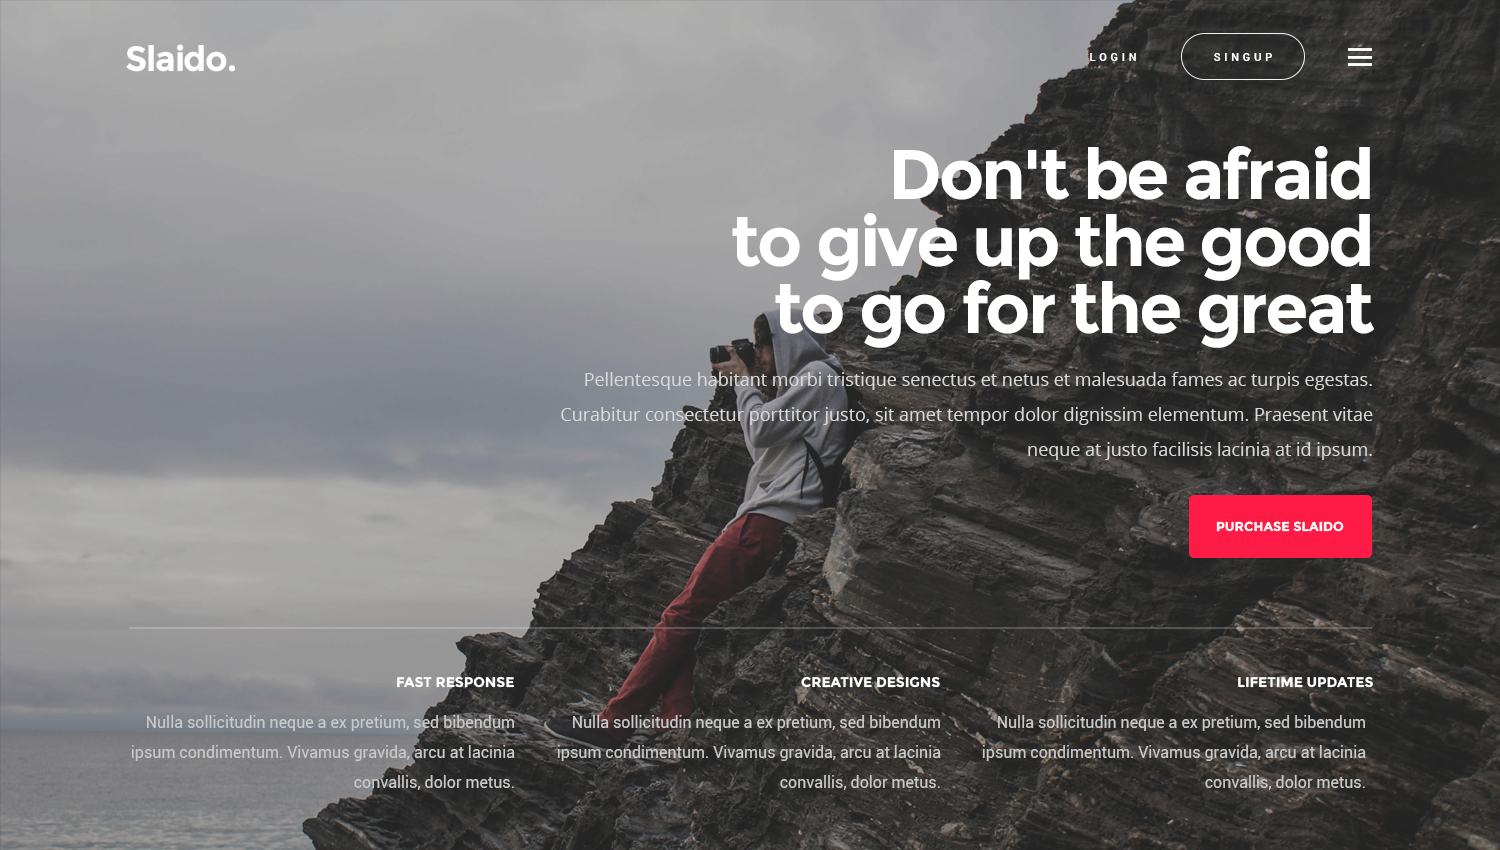 Slaido.
LOGIN
SINGUP
Don't be afraid
to give up the good
to go for the great
Pellentesque habitant morbi tristique senectus et netus et malesuada fames ac turpis egestas.
Curabitur consectetur porttitor justo, sit amet tempor dolor dignissim elementum. Praesent vitae
neque at justo facilisis lacinia at id ipsum.
PURCHASE SLAIDO
FAST RESPONSE
Nulla sollicitudin neque a ex pretium, sed bibendum
ipsum condimentum. Vivamus gravida, arcu at lacinia
convallis, dolor metus.
CREATIVE DESIGNS
Nulla sollicitudin neque a ex pretium, sed bibendum
ipsum condimentum. Vivamus gravida, arcu at lacinia
convallis, dolor metus.
LIFETIME UPDATES
Nulla sollicitudin neque a ex pretium, sed bibendum
ipsum condimentum. Vivamus gravida, arcu at lacinia
convallis, dolor metus.